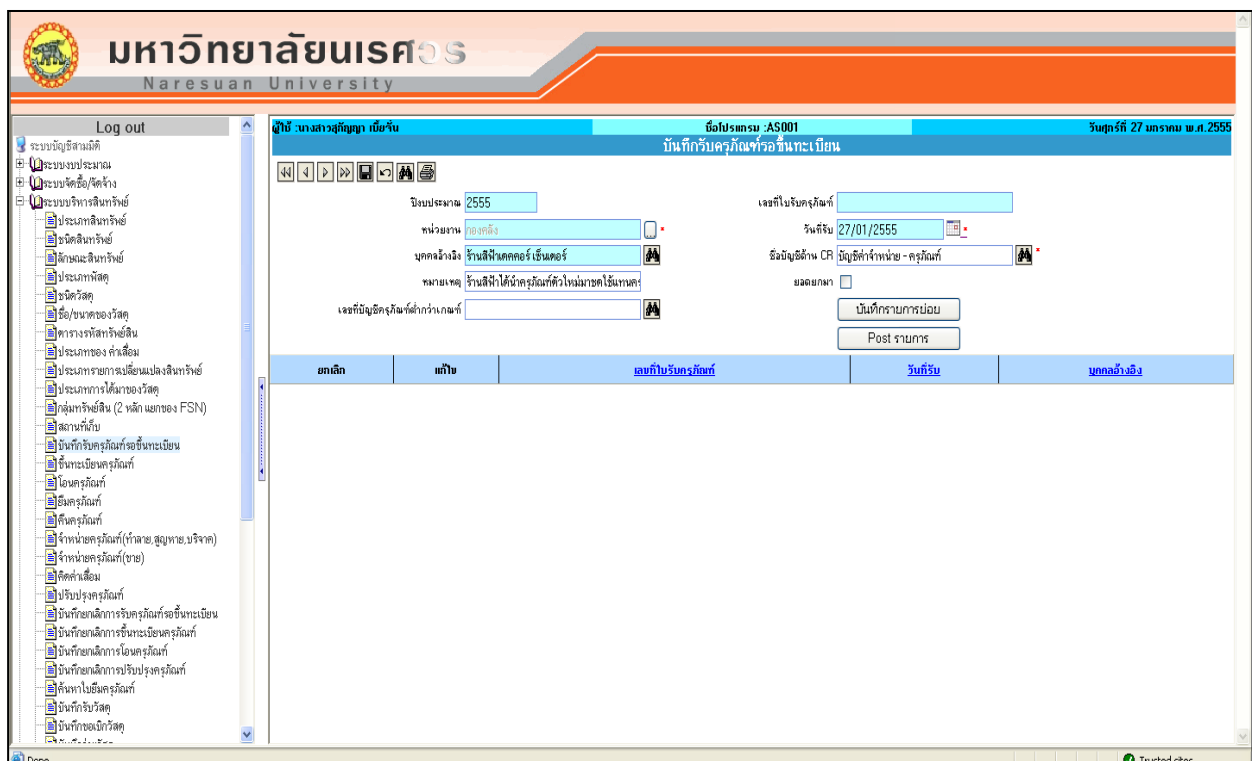 มหาวิทยาลัยนเรศวร
Naresuan University
Log out
ระบบบัญชีสามมิติ
ระบบงบประมาณ
ระบบจัดซื้อ/จัดจ้าง
ระบบบริหารสินทรัพย์
ประเภทสินทรัพย์
ชนิดสินทรัพย์
ลักษณะสินทรัพย์
ประเภทพัสดุ
ชนิดวัสดุ
ชื่อ/ขนาดของวัสดุ
ตารางรหัสทรัพย์สิน
ประเภทของ ค่าเสื่อม
ประเภทรายการเปลี่ยนแปลงสินทรัพย์
ประเภทการได้มาของวัสดุ
กลุ่มทรัพย์สิน (2 หลัก แยกของ FSN)
สถานที่เก็บ
บันทึกรับครุภัณฑ์รอขึ้นทะเบียน
ขึ้นทะเบียนครุภัณฑ์
โอนครุภัณฑ์
ยืมครุภัณฑ์
คืนครุภัณฑ์
จำหน่ายครุภัณฑ์(ทำลาย,สูญหาย,บริจาค)
จำหน่ายครุภัณฑ์(ขาย)
คิดค่าเสื่อม
ปรับปรุงครุภัณฑ์
บันทึกยกเลิกการรับครุภัณฑ์รอขึ้นทะเบียน
บันทึกยกเลิกการขึ้นทะเบียนครุภัณฑ์
บันทึกยกเลิกการโอนครุภัณฑ์
บันทึกยกเลิกการปรับปรุงครุภัณฑ์
ค้นหาใบยืมครุภัณฑ์
บันทึกรับวัสดุ
บันทึกขอเบิกวัสดุ
ผู้ใช้ :นางสาวสุกัญญา เบี้ยจั่น ชื่อโปรแกรม :AS001 วันศุกร์ที่ 27 มกราคม พ.ศ.2555
บันทึกรับครุภัณฑ์รอขึ้นทะเบียน
ปีงบประมาณ 2555 เลขที่ใบรับครุภัณฑ์
หน่วยงาน กองคลัง ... * วันที่รับ 27/01/2555 *
บุคคลอ้างอิง ร้านสีฟ้าเดคคอร์ เซ็นเตอร์ ชื่อบัญชีด้าน CR บัญชีค่าจำหน่าย - ครุภัณฑ์ *
หมายเหตุ ร้านสีฟ้าได้นำครุภัณฑ์ตัวใหม่มาชดใช้แทนคร ยอดยกมา
เลขที่บัญชีครุภัณฑ์ต่ำกว่าเกณฑ์ บันทึกรายการย่อย
Post รายการ
ยกเลิก แก้ไข เลขที่ใบรับครุภัณฑ์ วันที่รับ บุคคลอ้างอิง
Done Trusted sites